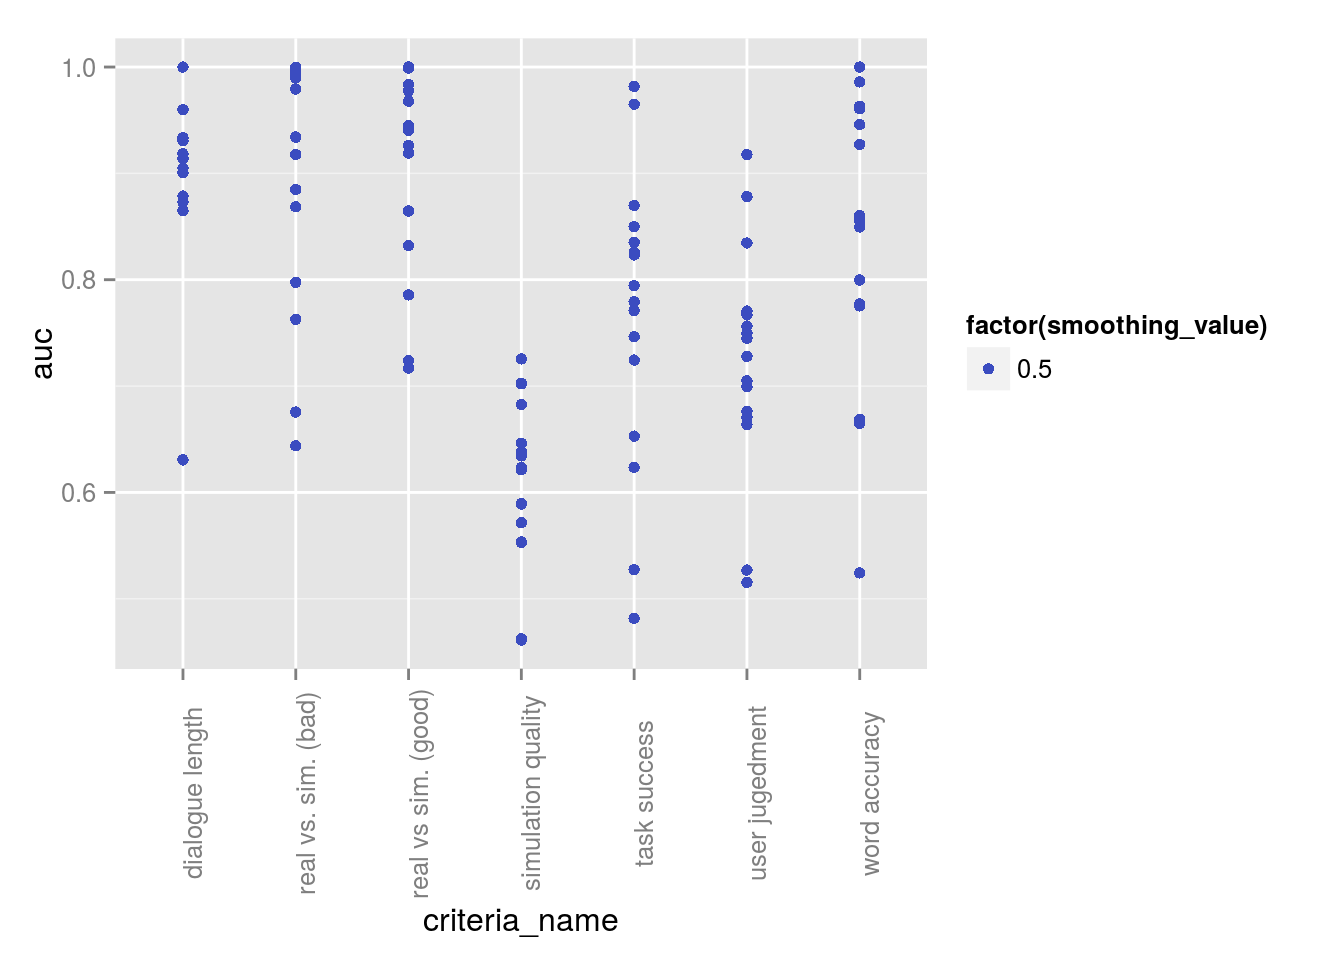 1.0
0.8
0.6
auc
dialogue length
real vs. sim. (bad)
real vs sim. (good)
simulation quality
task success
user jugedment
word accuracy
criteria_name
factor(smoothing_value)
0.5